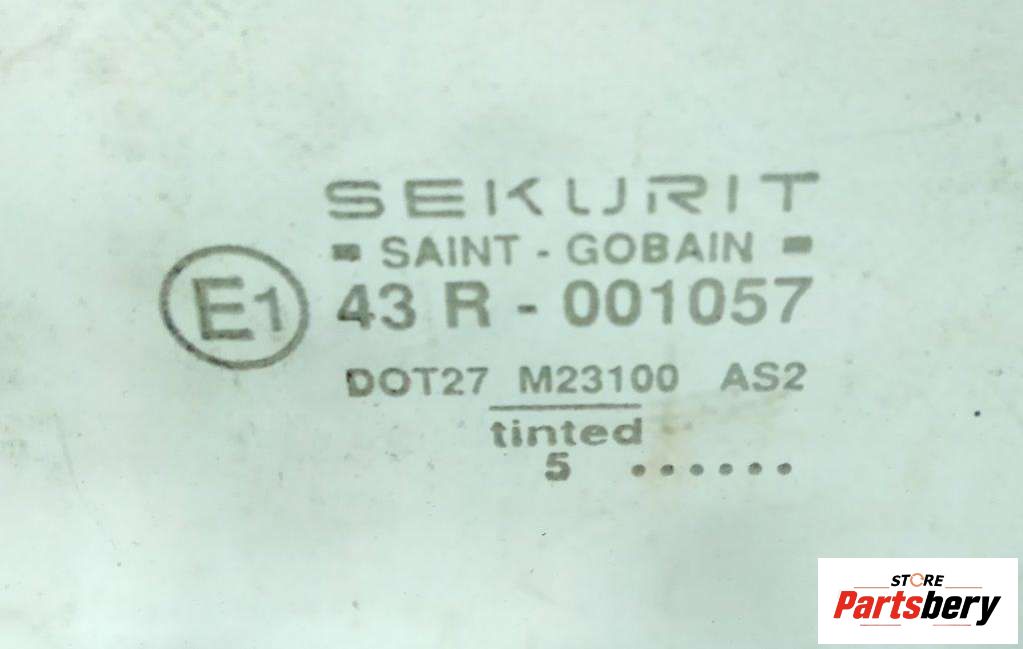 SEKURIT
SAINT - GOBAIN
E1 43 R - 001057
DOT27 M23100 AS2
tinted
5 ......
STORE
Partsbery